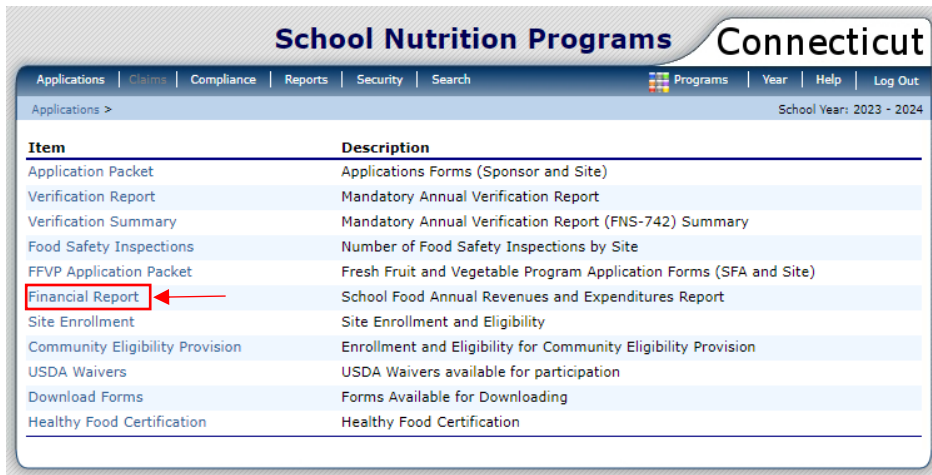 School Nutrition Programs Connecticut
Applications | Claims | Compliance | Reports | Security | Search Programs | Year | Help | Log Out
Applications > School Year: 2023 - 2024
Item Description
Application Packet Applications Forms (Sponsor and Site)
Verification Report Mandatory Annual Verification Report
Verification Summary Mandatory Annual Verification Report (FNS-742) Summary
Food Safety Inspections Number of Food Safety Inspections by Site
FFVP Application Packet Fresh Fruit and Vegetable Program Application Forms (SFA and Site)
Financial Report School Food Annual Revenues and Expenditures Report
Site Enrollment Site Enrollment and Eligibility
Community Eligibility Provision Enrollment and Eligibility for Community Eligibility Provision
USDA Waivers USDA Waivers available for participation
Download Forms Forms Available for Downloading
Healthy Food Certification Healthy Food Certification